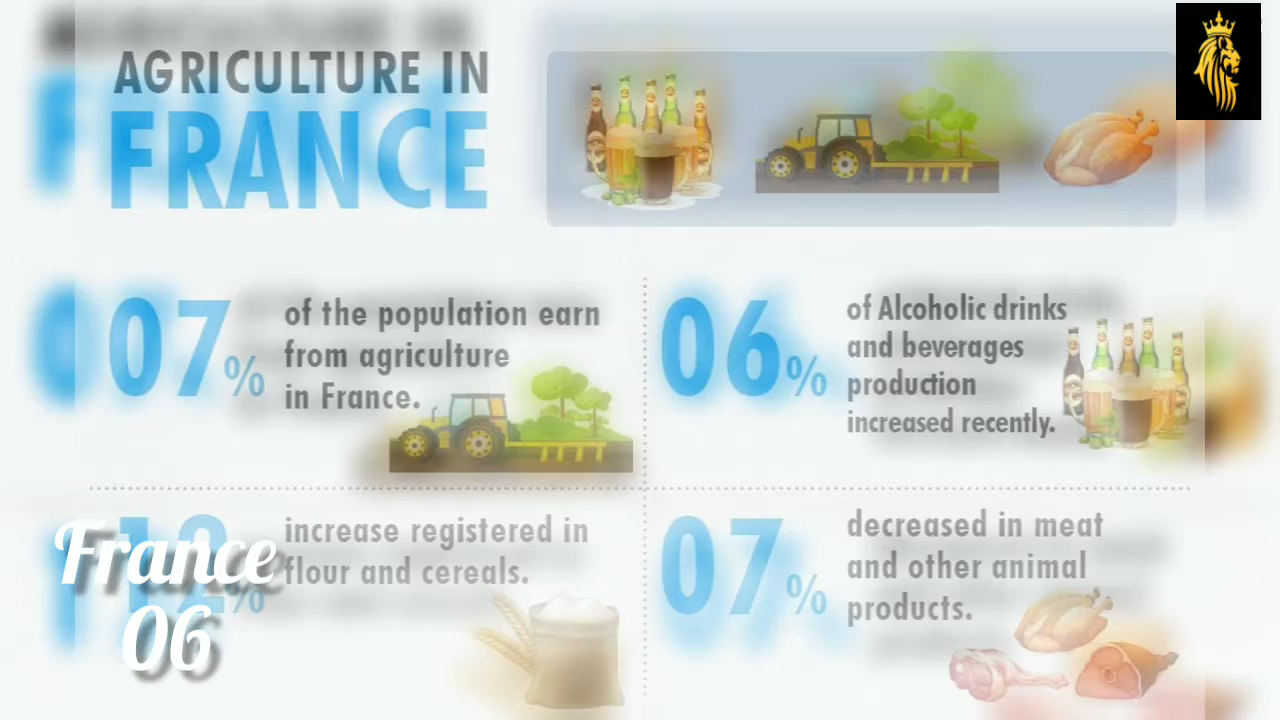 AGRICULTURE IN
FRANCE
07%
of the population earn
from agriculture
in France.
06%
of Alcoholic drinks
and beverages
production
increased recently.
12%
increase registered in
flour and cereals.
07%
decreased in meat
and other animal
products.
France
06